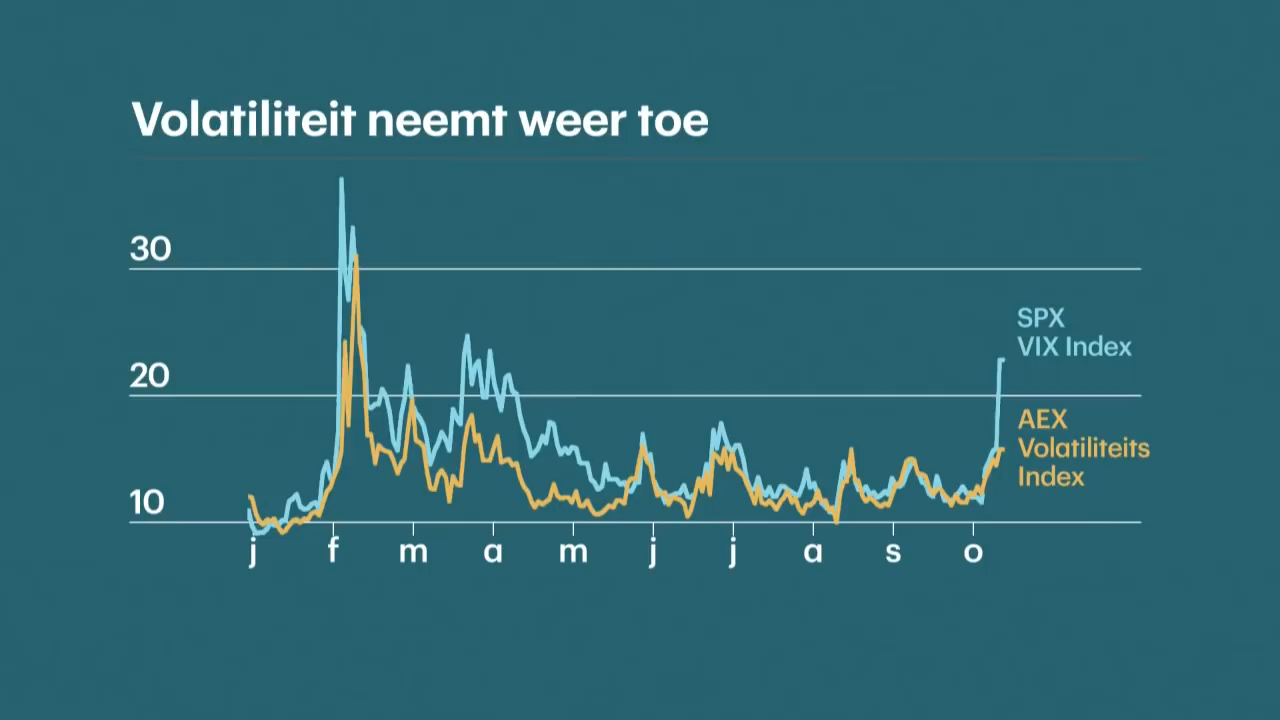 Volatiliteit neemt weer toe
30
SPX
VIX Index
20
AEX
Volatiliteits
Index
10
j f m a m j j a s o